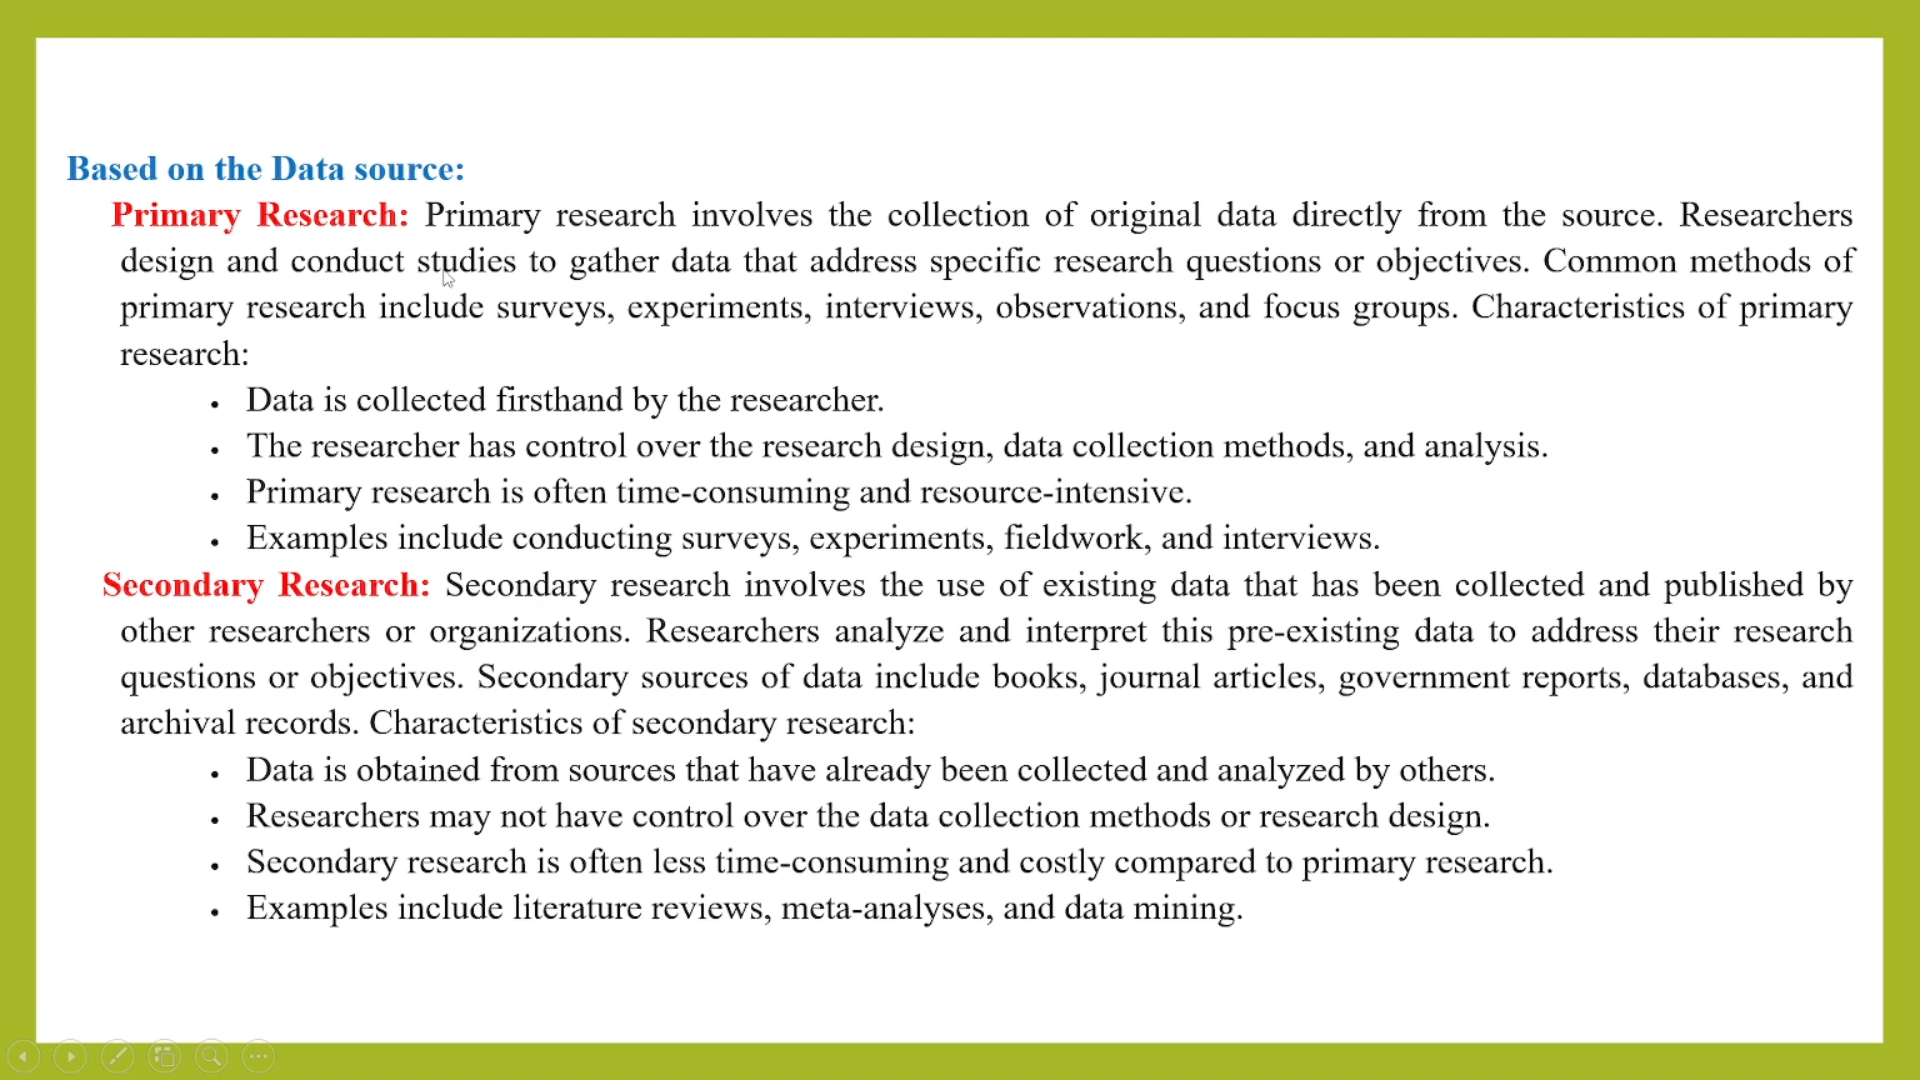 Based on the Data source:
Primary Research: Primary research involves the collection of original data directly from the source. Researchers
design and conduct studies to gather data that address specific research questions or objectives. Common methods of
primary research include surveys, experiments, interviews, observations, and focus groups. Characteristics of primary
research:
• Data is collected firsthand by the researcher.
• The researcher has control over the research design, data collection methods, and analysis.
• Primary research is often time-consuming and resource-intensive.
• Examples include conducting surveys, experiments, fieldwork, and interviews.
Secondary Research: Secondary research involves the use of existing data that has been collected and published by
other researchers or organizations. Researchers analyze and interpret this pre-existing data to address their research
questions or objectives. Secondary sources of data include books, journal articles, government reports, databases, and
archival records. Characteristics of secondary research:
• Data is obtained from sources that have already been collected and analyzed by others.
• Researchers may not have control over the data collection methods or research design.
• Secondary research is often less time-consuming and costly compared to primary research.
• Examples include literature reviews, meta-analyses, and data mining.